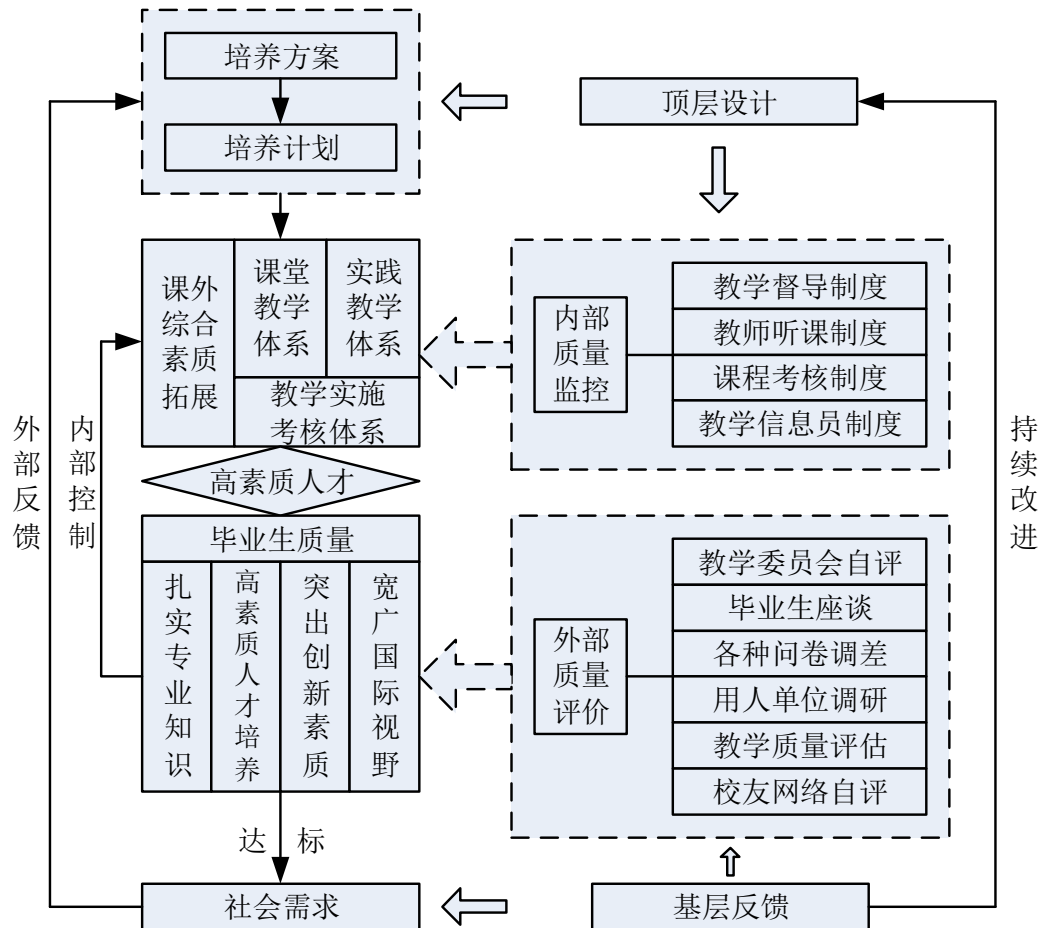 培养方案
培养计划
顶层设计
课外
综合
素质
拓展
课堂
教学
体系
实践
教学
体系
教学实施
考核体系
内部
质量
监控
教学督导制度
教师听课制度
课程考核制度
教学信息员制度
外部反馈
内部控制
持续改进
高素质人才
毕业生质量
扎实专业知识
高素质人才培养
突出创新素质
宽广国际视野
外部
质量
评价
教学委员会自评
毕业生座谈
各种问卷调差
用人单位调研
教学质量评估
校友网络自评
达标
社会需求
基层反馈